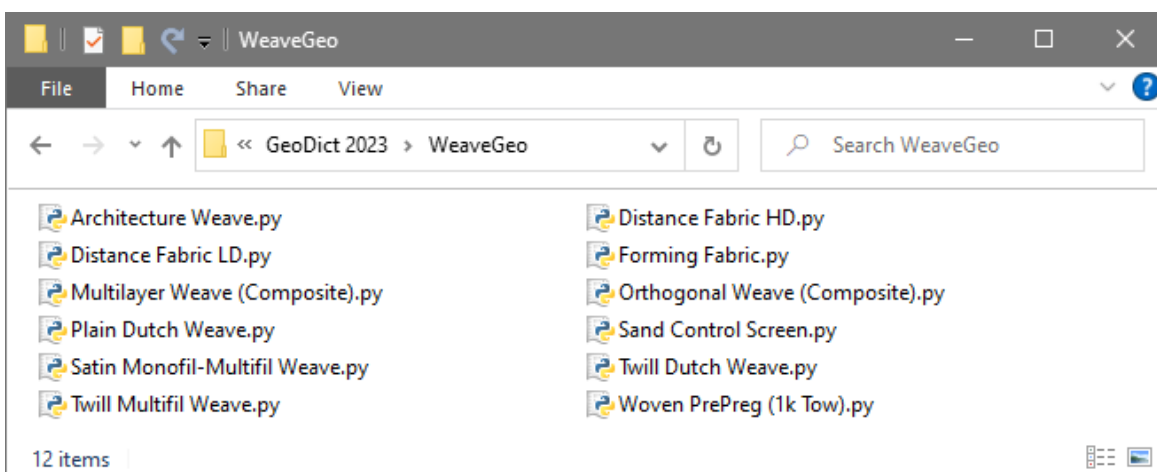 WeaveGeo
File Home Share View ?
« GeoDict 2023 > WeaveGeo Search WeaveGeo
Architecture Weave.py Distance Fabric HD.py
Distance Fabric LD.py Forming Fabric.py
Multilayer Weave (Composite).py Orthogonal Weave (Composite).py
Plain Dutch Weave.py Sand Control Screen.py
Satin Monofil-Multifil Weave.py Twill Dutch Weave.py
Twill Multifil Weave.py Woven PrePreg (1k Tow).py
12 items